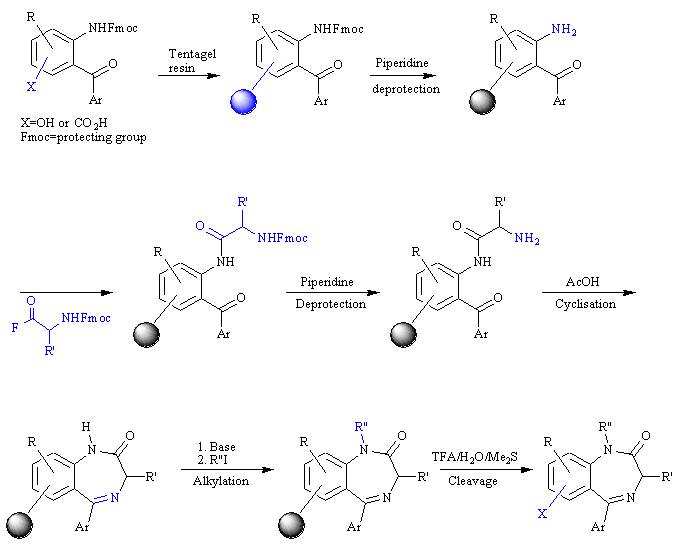 R
NHFmoc
O
X
Ar
X=OH or CO2H
Fmoc=protecting group
Tentagel
resin
R
NHFmoc
O
Ar
Piperidine
deprotection
R
NH2
O
Ar
O
F
NHFmoc
R'
R'
O
NHFmoc
R
NH
O
Ar
Piperidine
Deprotection
R'
O
NH2
R
NH
O
Ar
AcOH
Cyclisation
H
R
N
O
R'
N
Ar
1. Base
2. R"I
Alkylation
R"
R
N
O
R'
N
Ar
TFA/H2O/Me2S
Cleavage
R"
R
N
O
R'
N
X
Ar